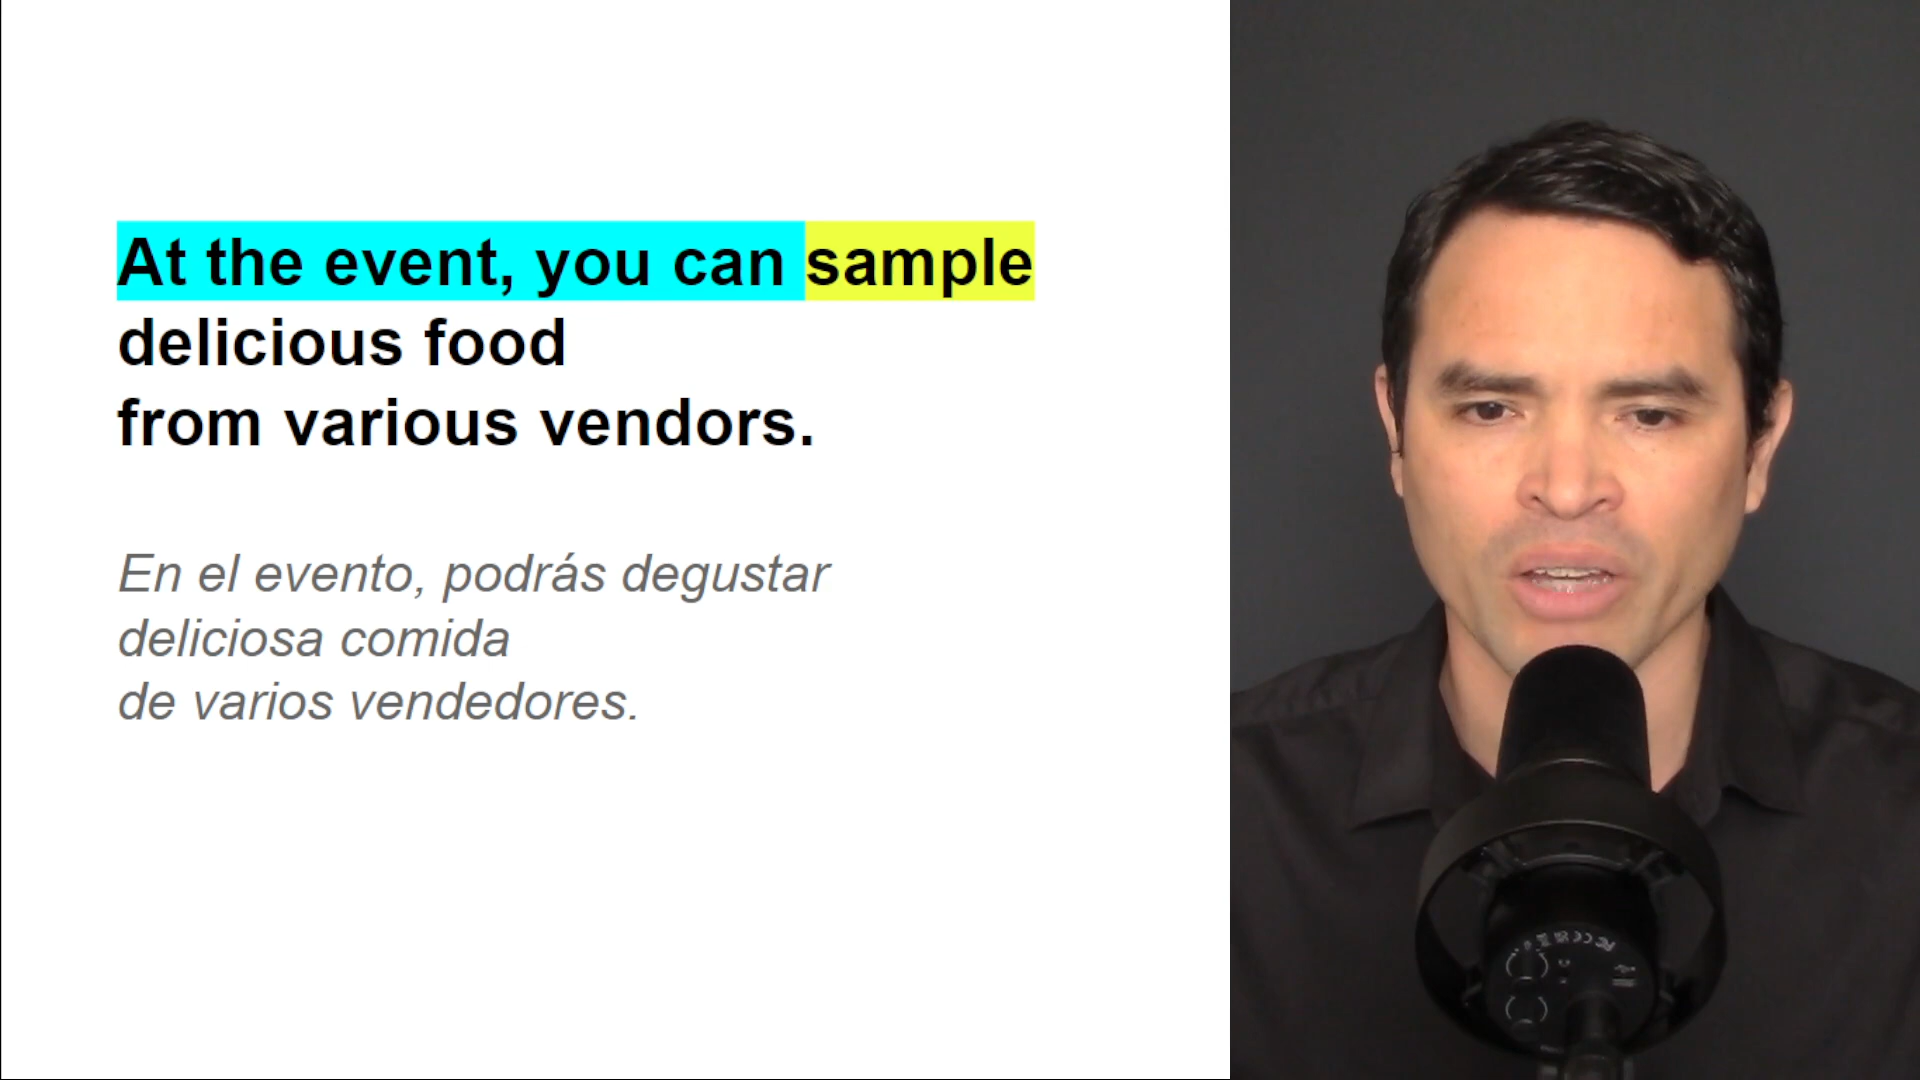 At the event, you can sample
delicious food
from various vendors.
En el evento, podrás degustar
deliciosa comida
de varios vendedores.